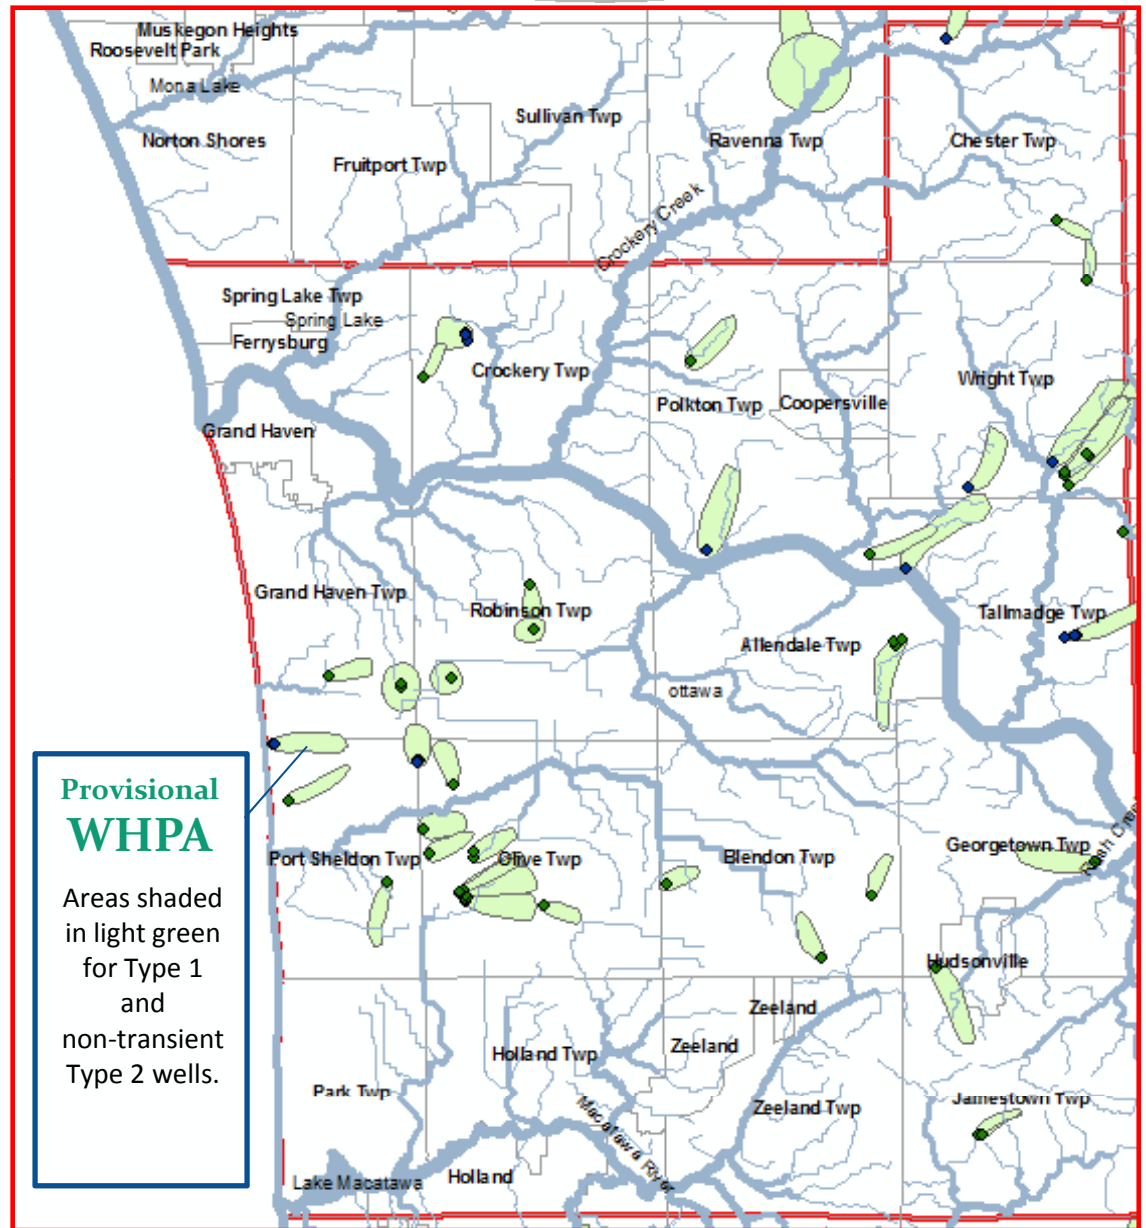 Muskegon Heights
Roosevelt Park
Mona Lake
Norton Shores
Sullivan Twp
Fruitport Twp
Ravenna Twp
Chester Twp
Crockery Creek
Spring Lake Twp
Spring Lake
Ferrysburg
Crockery Twp
Wright Twp
Polkton Twp
Coopersville
Grand Haven
Grand Haven Twp
Robinson Twp
Tallmadge Twp
Allendale Twp
ottawa
Provisional
WHPA
Areas shaded
in light green
for Type 1
and
non-transient
Type 2 wells.
Port Sheldon Twp
Olive Twp
Blendon Twp
Georgetown Twp
Hudsonville
Zeeland
Zeeland
Holland Twp
Park Twp
Zeeland Twp
Jamestown Twp
Macatawa River
Lake Macatawa
Holland